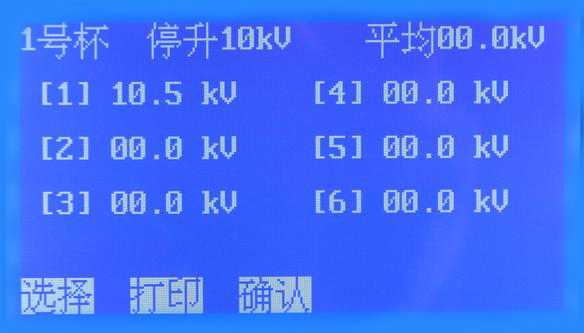 1号杯 停升10kV 平均00.0kV
[1] 10.5 kV [4] 00.0 kV
[2] 00.0 kV [5] 00.0 kV
[3] 00.0 kV [6] 00.0 kV
选择 打印 确认